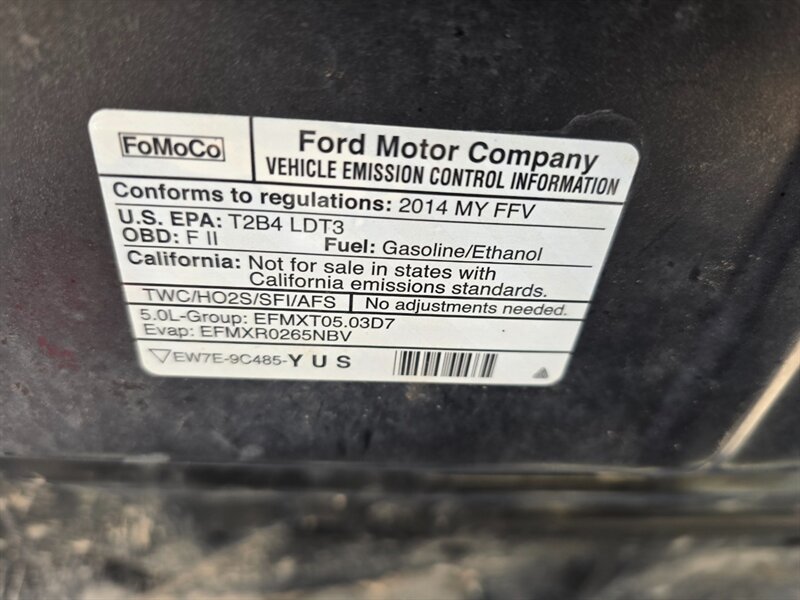 FoMoCo
Ford Motor Company
VEHICLE EMISSION CONTROL INFORMATION
Conforms to regulations: 2014 MY FFV
U.S. EPA: T2B4 LDT3
OBD: F II
Fuel: Gasoline/Ethanol
California: Not for sale in states with
California emissions standards.
TWC/HO2S/SFI/AFS
No adjustments needed.
5.0L-Group: EFMXT05.03D7
Evap: EFMXR0265NBV
EW7E-9C485-Y U S